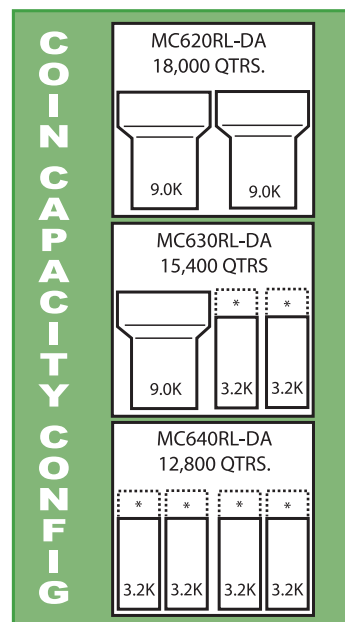 COIN CAPACITY CONFIG
MC620RL-DA
18,000 QTRS.
9.0K 9.0K
MC630RL-DA
15,400 QTRS
* *
9.0K 3.2K 3.2K
MC640RL-DA
12,800 QTRS.
* * * *
3.2K 3.2K 3.2K 3.2K